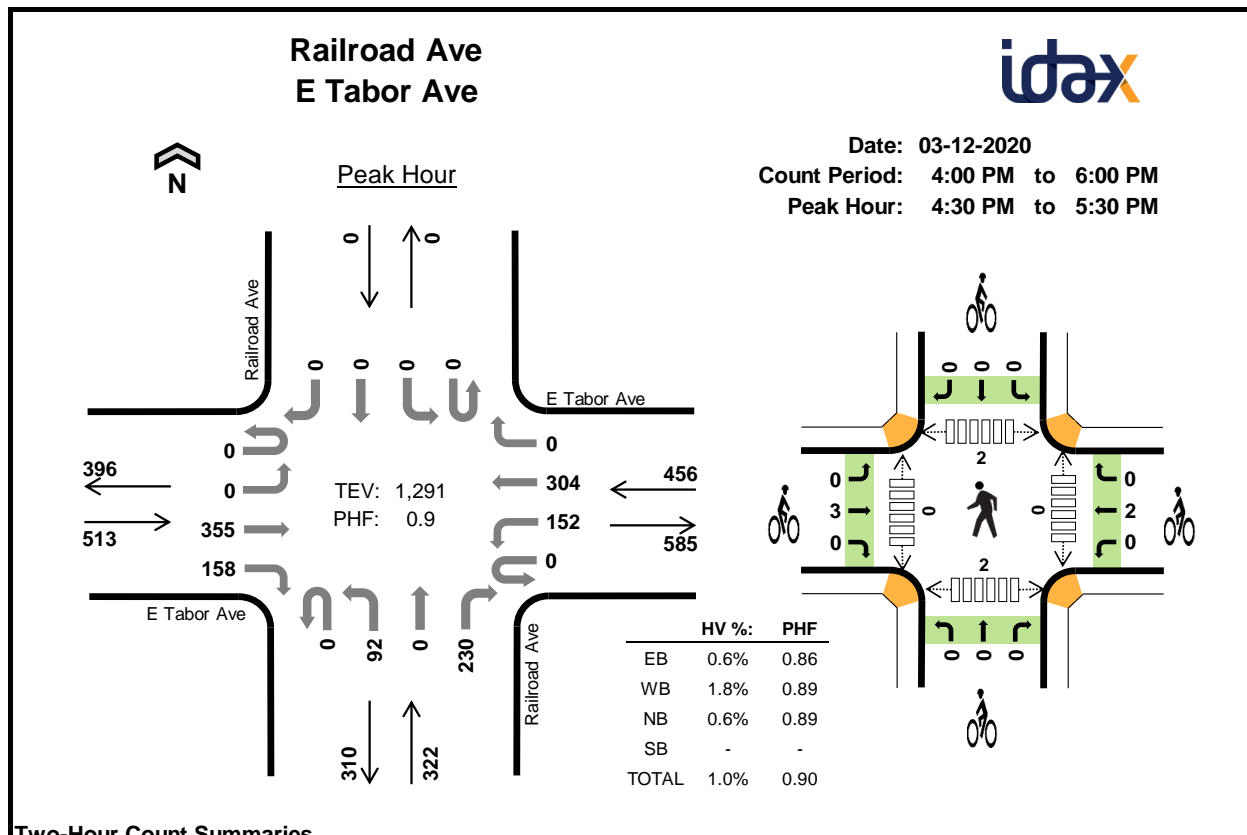 Railroad Ave
E Tabor Ave
idax
Date: 03-12-2020
Count Period: 4:00 PM to 6:00 PM
Peak Hour: 4:30 PM to 5:30 PM
N
Peak Hour
0 0
Railroad Ave
0 0 0 0
E Tabor Ave
0
0
396
513
355
158
E Tabor Ave
TEV: 1,291
PHF: 0.9
0
304
152
0
456
585
0 92 0 230
Railroad Ave
310 322
HV %: PHF
EB 0.6% 0.86
WB 1.8% 0.89
NB 0.6% 0.89
SB - -
TOTAL 1.0% 0.90
0 0 0
2
0
3
0
0
0
0
2
0
2
0 0 0
Two-Hour Count Summaries